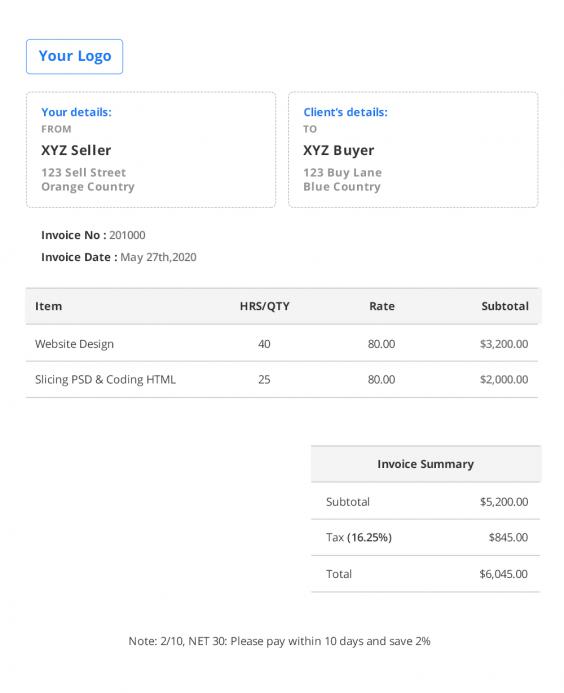 Your Logo
Your details:
FROM
XYZ Seller
123 Sell Street
Orange Country
Client's details:
TO
XYZ Buyer
123 Buy Lane
Blue Country
Invoice No : 201000
Invoice Date : May 27th,2020
Item HRS/QTY Rate Subtotal
Website Design 40 80.00 $3,200.00
Slicing PSD & Coding HTML 25 80.00 $2,000.00
Invoice Summary
Subtotal $5,200.00
Tax (16.25%) $845.00
Total $6,045.00
Note: 2/10, NET 30: Please pay within 10 days and save 2%